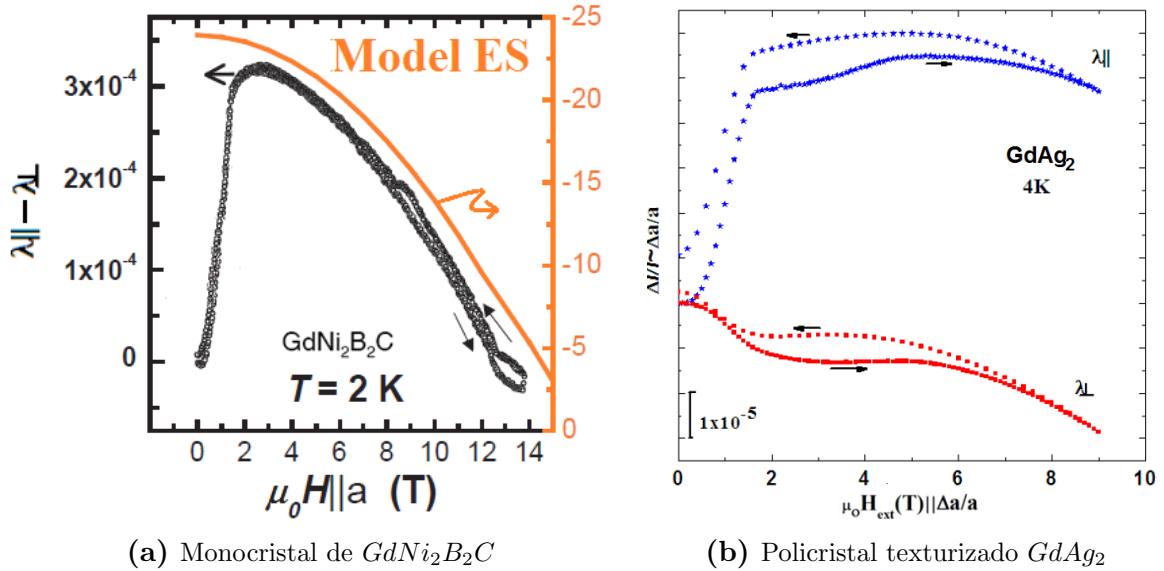 Model ES
λ|| − λ⊥
3x10⁻⁴
2x10⁻⁴
1x10⁻⁴
0
-25
-20
-15
-10
-5
0
GdNi₂B₂C
T = 2 K
0 2 4 6 8 10 12 14
μ₀H||a (T)
(a) Monocristal de GdNi₂B₂C
Δl/l~Δa/a
λ||
GdAg₂
4K
λ⊥
1x10⁻⁵
0 2 4 6 8 10
μ₀H_ext(T)||Δa/a
(b) Policristal texturizado GdAg₂